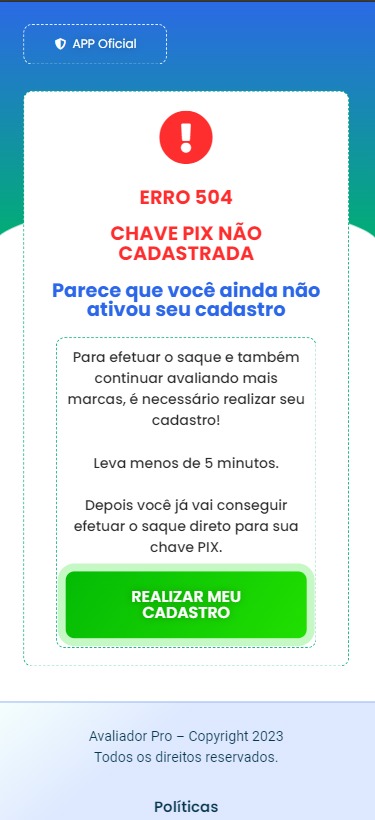 APP Oficial
ERRO 504
CHAVE PIX NÃO
CADASTRADA
Parece que você ainda não
ativou seu cadastro
Para efetuar o saque e também
continuar avaliando mais
marcas, é necessário realizar seu
cadastro!
Leva menos de 5 minutos.
Depois você já vai conseguir
efetuar o saque direto para sua
chave PIX.
REALIZAR MEU
CADASTRO
Avaliador Pro – Copyright 2023
Todos os direitos reservados.
Políticas